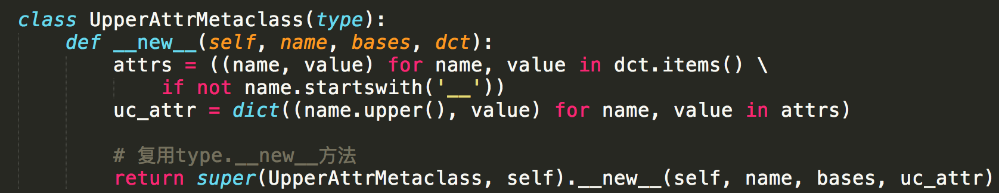 class UpperAttrMetaclass(type):
    def __new__(self, name, bases, dct):
        attrs = ((name, value) for name, value in dct.items() \
            if not name.startswith('__'))
        uc_attr = dict((name.upper(), value) for name, value in attrs)

        # 复用type.__new__方法
        return super(UpperAttrMetaclass, self).__new__(self, name, bases, uc_attr)